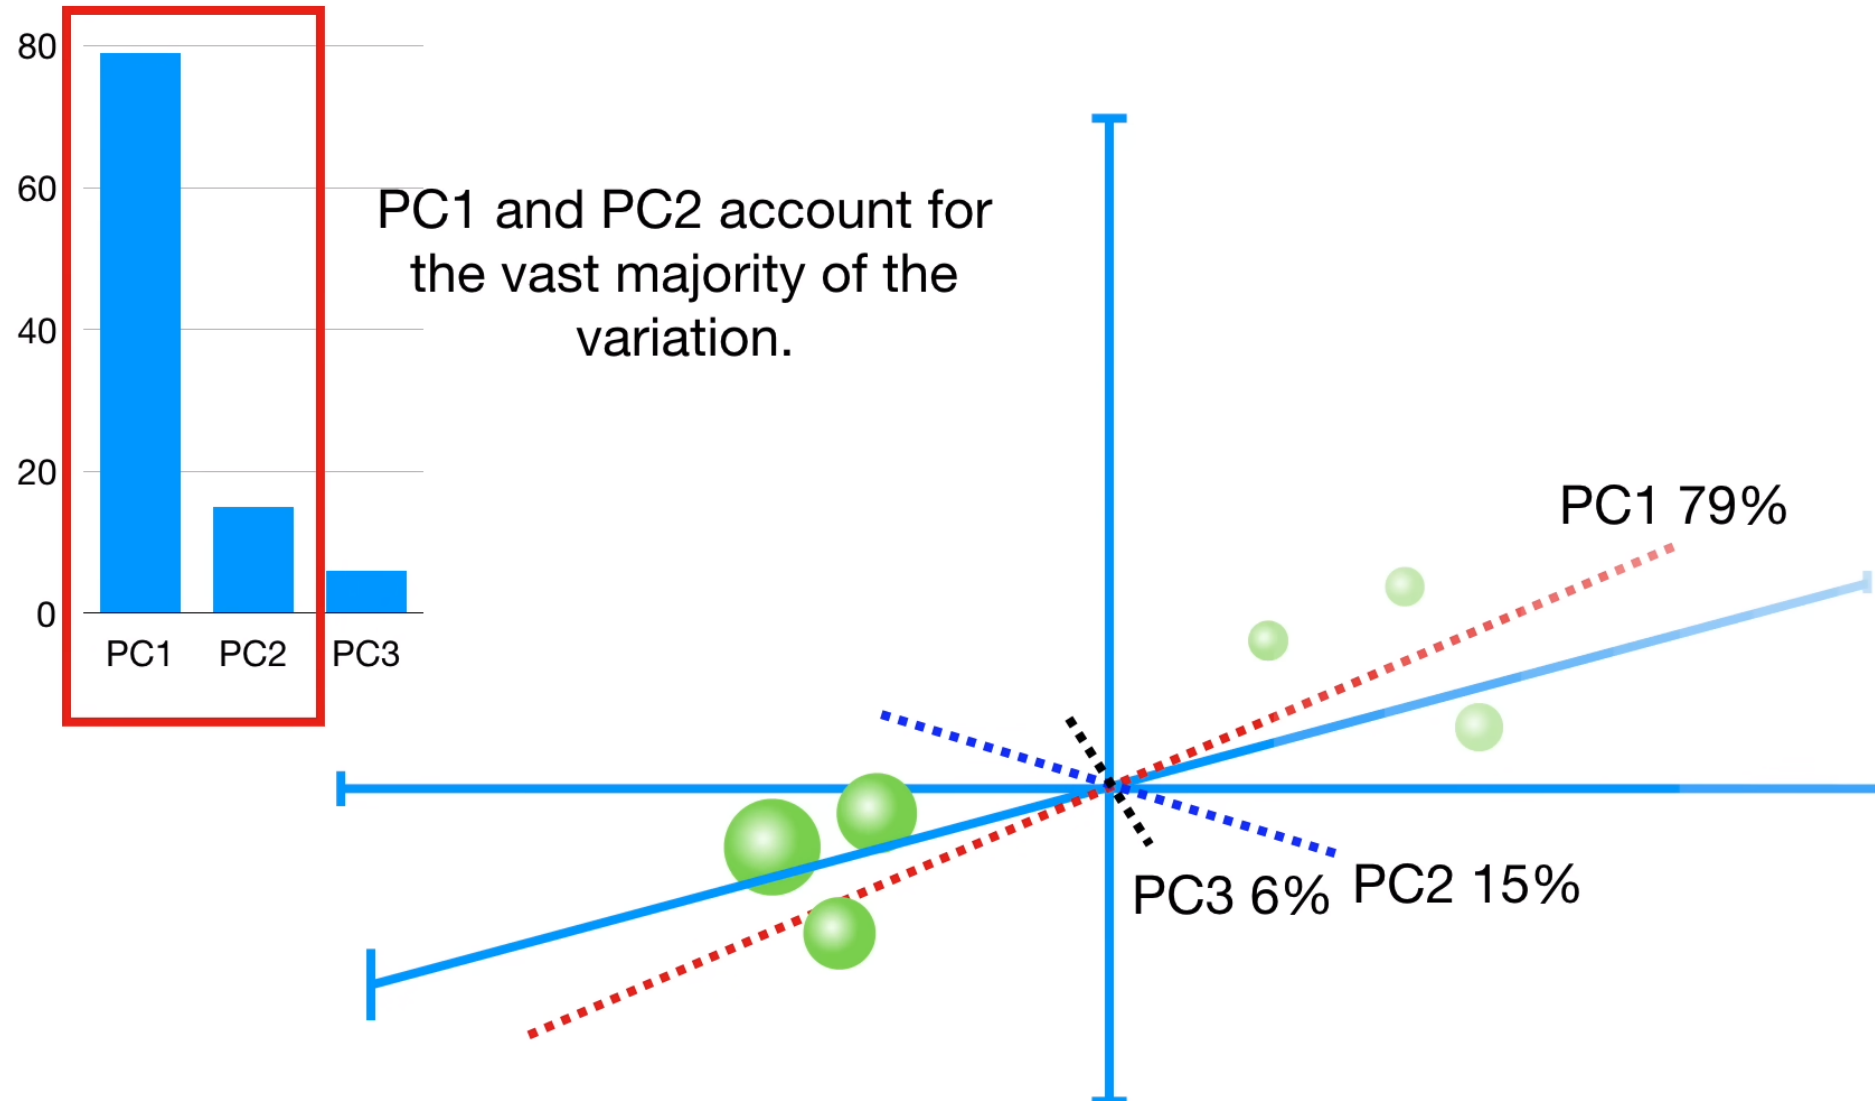 80
60
40
20
0
PC1
PC2
PC3
PC1 and PC2 account for
the vast majority of the
variation.
PC1 79%
PC3 6%
PC2 15%